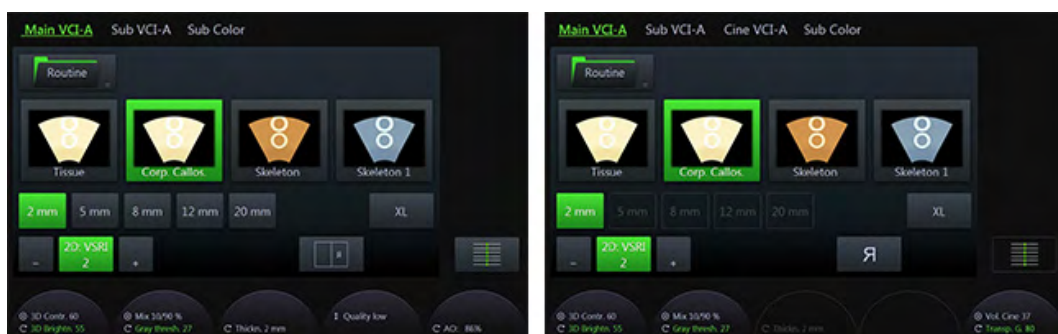 Main VCI-A Sub VCI-A Sub Color
Routine
Tissue Corp. Callos. Skeleton Skeleton 1
2 mm 5 mm 8 mm 12 mm 20 mm XL
- 2D: VSRI 2 + Я
3D Contr. 60 Mix 10/90 % Quality low
3D Brightn. 55 Gray thresh. 27 Thickn. 2 mm AOI: 86%
Main VCI-A Sub VCI-A Cine VCI-A Sub Color
Routine
Tissue Corp. Callos. Skeleton Skeleton 1
2 mm 5 mm 8 mm 12 mm 20 mm XL
- 2D: VSRI 2 + Я
3D Contr. 60 Mix 10/90 % Vol. Cine 37
3D Brightn. 55 Gray thresh. 27 Thickn. 2 mm Transp. G. 80